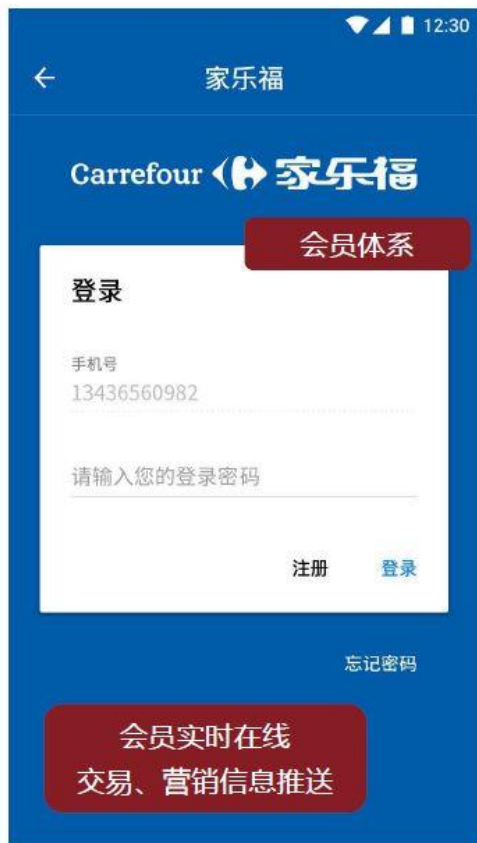 12:30
家乐福
Carrefour 家乐福
会员体系
登录
手机号
13436560982
请输入您的登录密码
注册 登录
忘记密码
会员实时在线
交易、营销信息推送